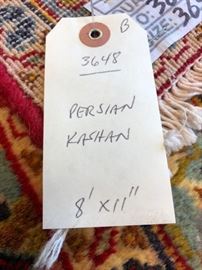 B
3648
PERSIAN
KASHAN
8' x 11"